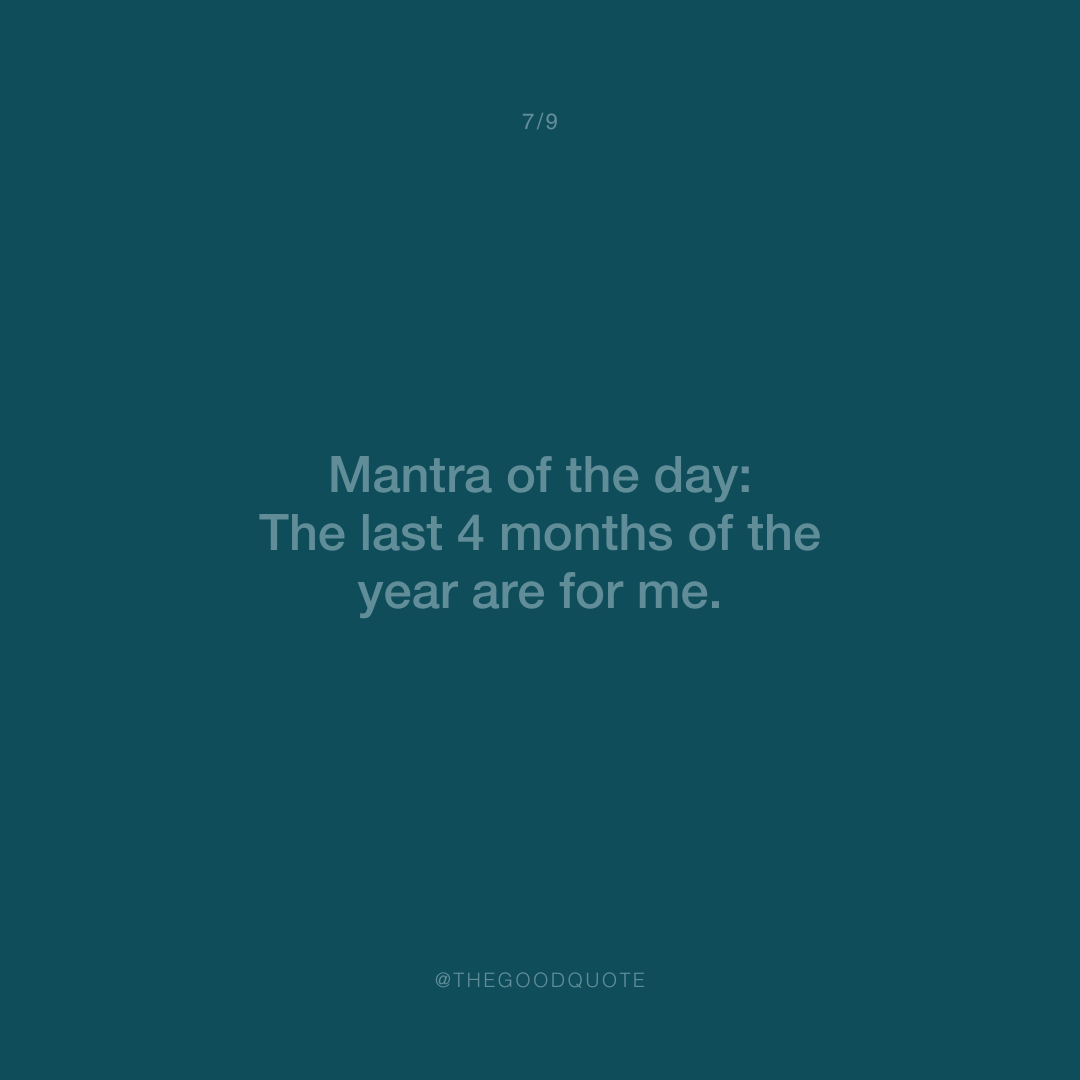 7/9
Mantra of the day:
The last 4 months of the
year are for me.
@THEGOODQUOTE